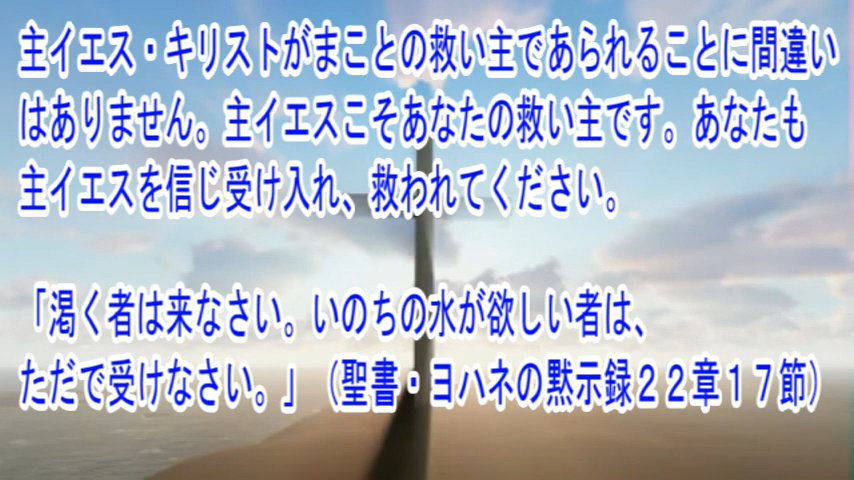 主イエス・キリストがまことの救い主であられることに間違い
はありません。主イエスこそあなたの救い主です。あなたも
主イエスを信じ受け入れ、救われてください。
「渇く者は来なさい。いのちの水が欲しい者は、
ただで受けなさい。」（聖書・ヨハネの黙示録２２章１７節）